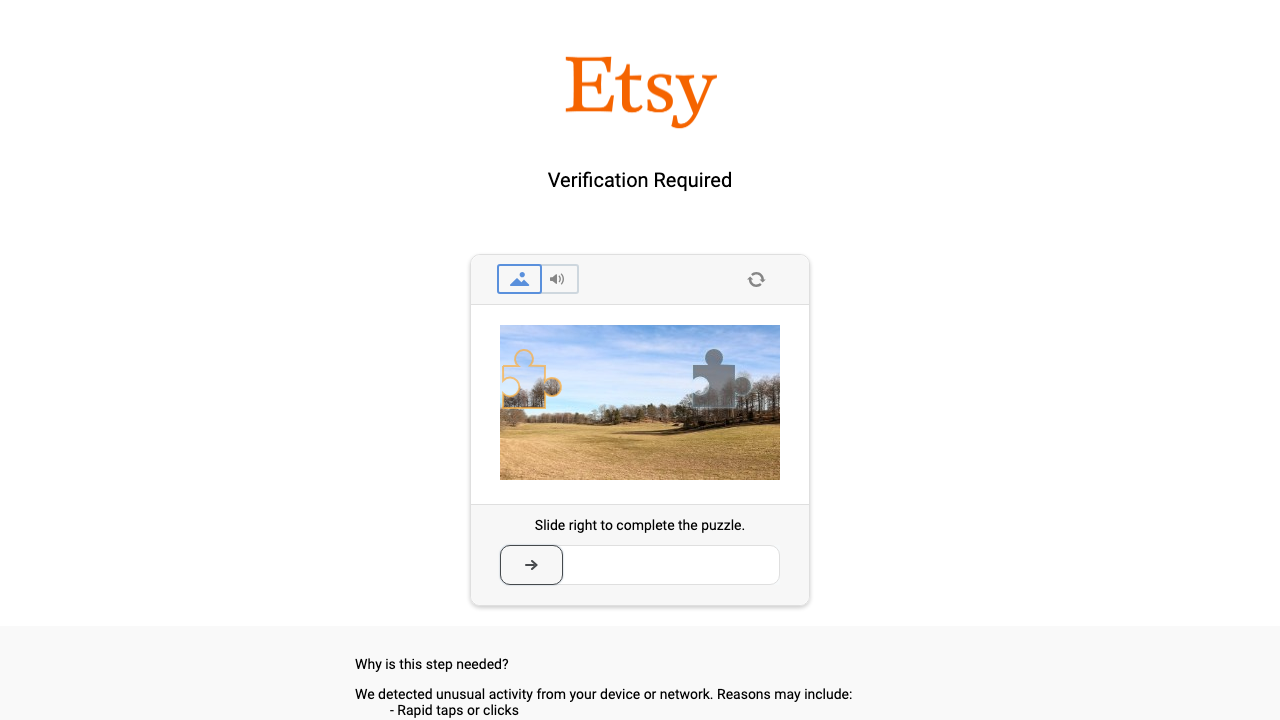 Etsy
Verification Required
Slide right to complete the puzzle.
Why is this step needed?
We detected unusual activity from your device or network. Reasons may include:
- Rapid taps or clicks